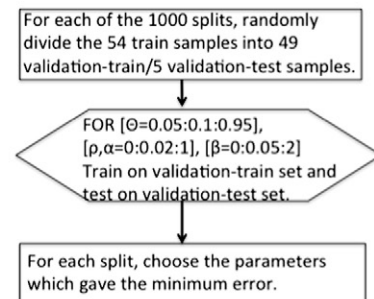 For each of the 1000 splits, randomly
divide the 54 train samples into 49
validation-train/5 validation-test samples.
FOR [Θ=0.05:0.1:0.95],
[ρ,α=0:0.02:1], [β=0:0.05:2]
Train on validation-train set and
test on validation-test set.
For each split, choose the parameters
which gave the minimum error.